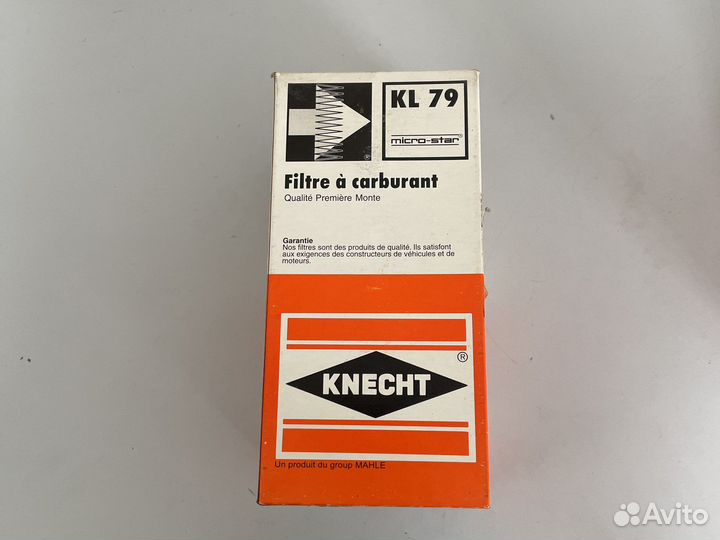 KL 79
micro-star®
®
Filtre à carburant
Qualité Première Monte
Garantie
Nos filtres sont des produits de qualité. Ils satisfont
aux exigences des constructeurs de véhicules et de
moteurs.
®
KNECHT
Un produit du group MAHLE
Avito